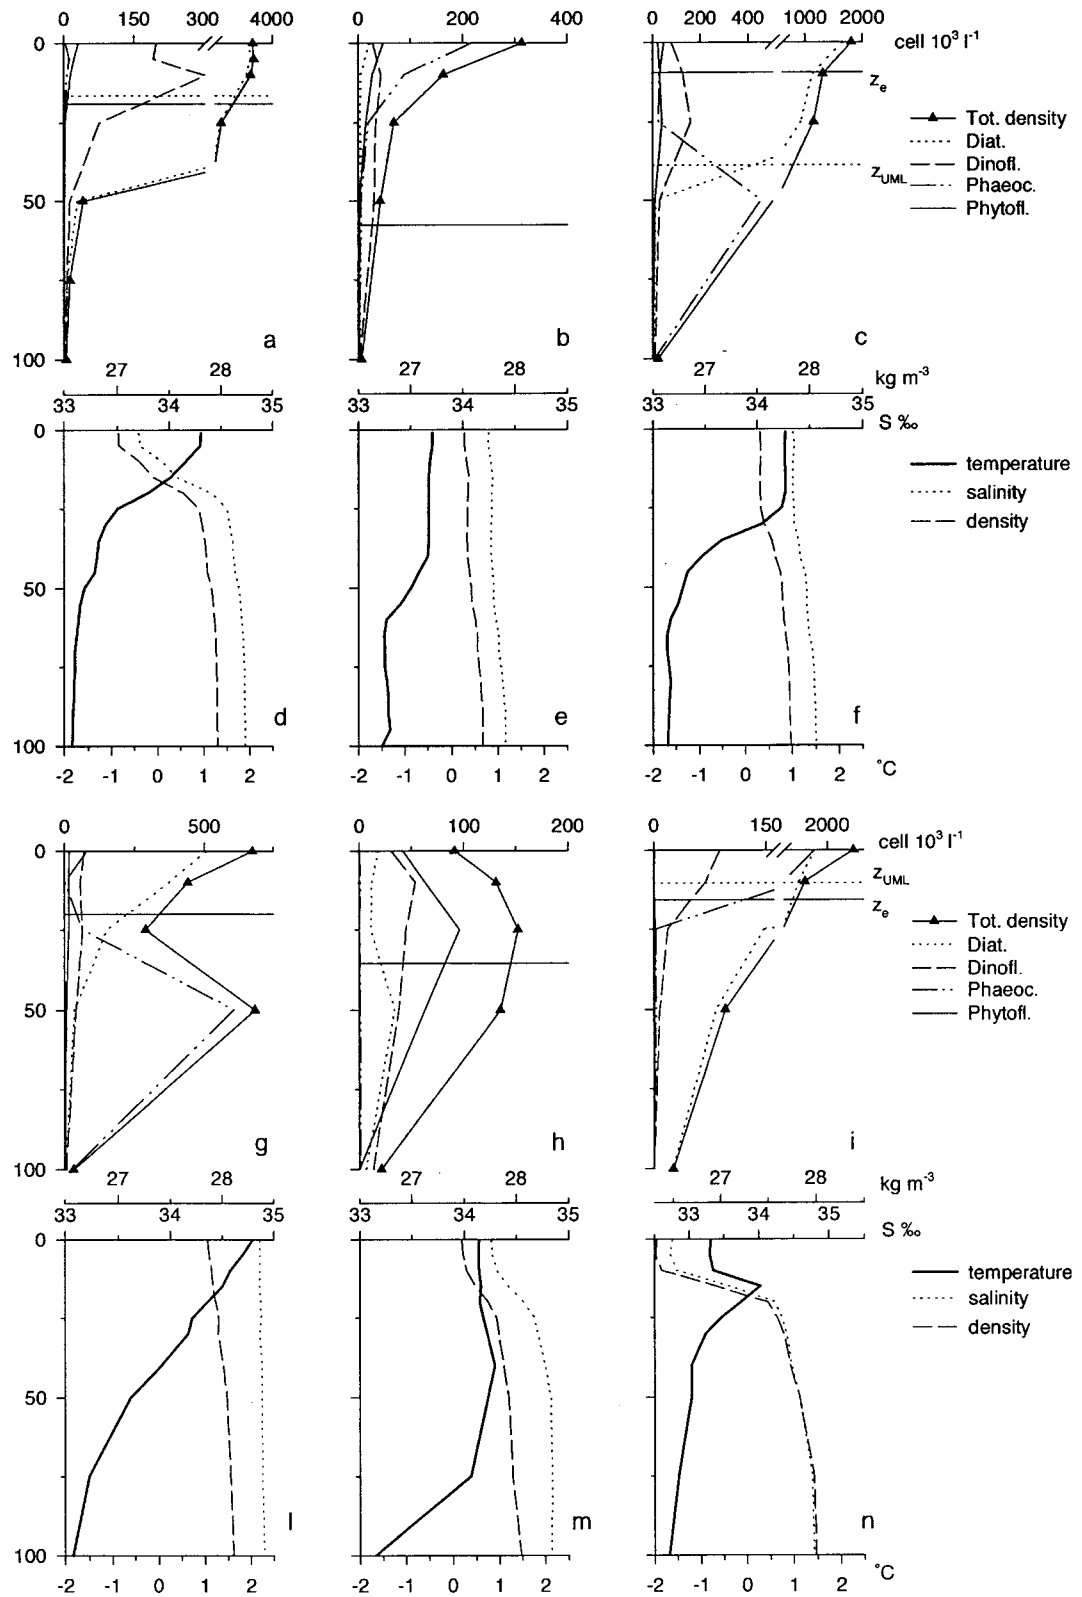 0 150 300 4000 0 200 400 0 200 400 1000 2000
cell 10³ l⁻¹
0
50
100
a b c
z_e
z_UML
Tot. density
Diat.
Dinofl.
Phaeoc.
Phytofl.
27 28 27 28 27 28
kg m⁻³
33 34 35 33 34 35 33 34 35
S ‰
0
50
100
d e f
temperature
salinity
density
-2 -1 0 1 2 -2 -1 0 1 2 -2 -1 0 1 2
°C
0 500 0 100 200 0 150 2000
cell 10³ l⁻¹
0
50
100
g h i
z_UML
z_e
Tot. density
Diat.
Dinofl.
Phaeoc.
Phytofl.
27 28 27 28 27 28
kg m⁻³
33 34 35 33 34 35 33 34 35
S ‰
0
50
100
l m n
temperature
salinity
density
-2 -1 0 1 2 -2 -1 0 1 2 -2 -1 0 1 2
°C